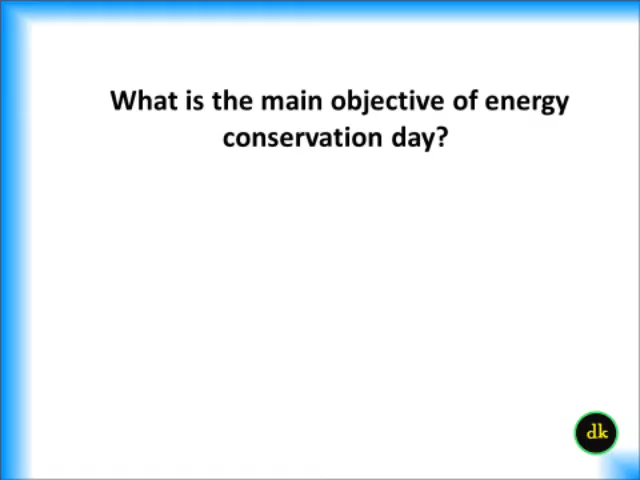 What is the main objective of energy
conservation day?
dk